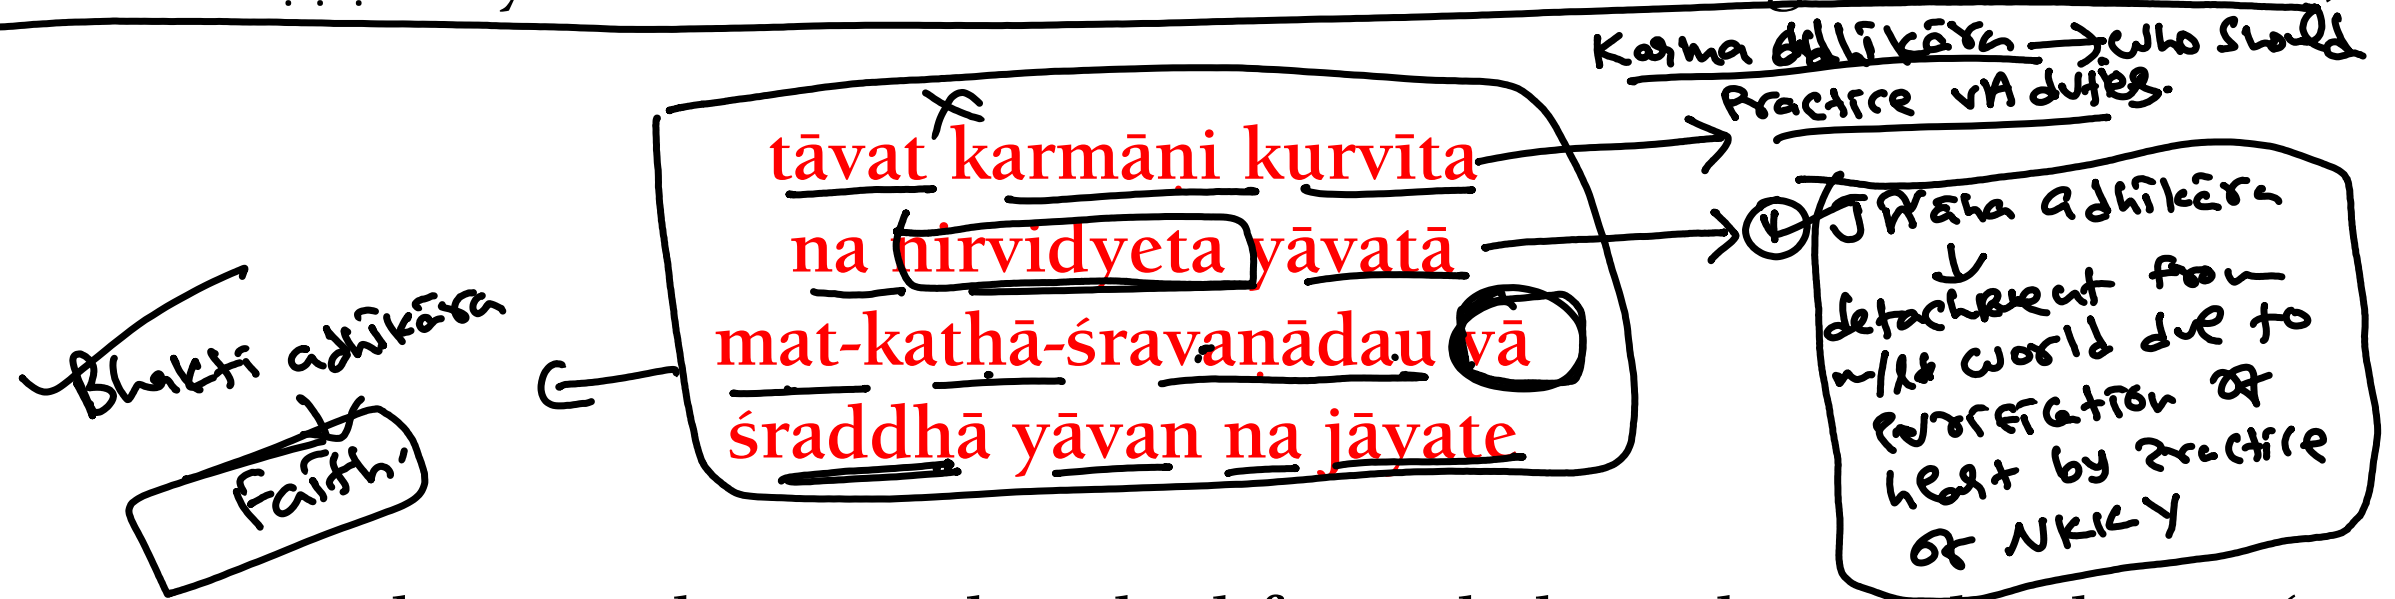 Karma adhikāra → who should
Practice VA duties.
tāvat karmāni kurvīta
na nirvidyeta yāvatā
mat-kathā-śravaṇādau vā
śraddhā yāvan na jāyate
Jñāna adhikāra
detachment from
m/l world due to
purification of
heart by practice
of NKKY
Bhakti adhikāra
Faith.